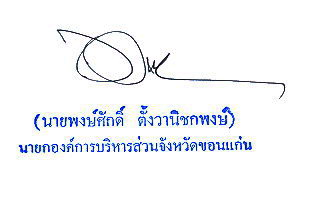 (นายพงษ์ศักดิ์ ตั้งวานิชกพงษ์)
นายกองค์การบริหารส่วนจังหวัดขอนแก่น